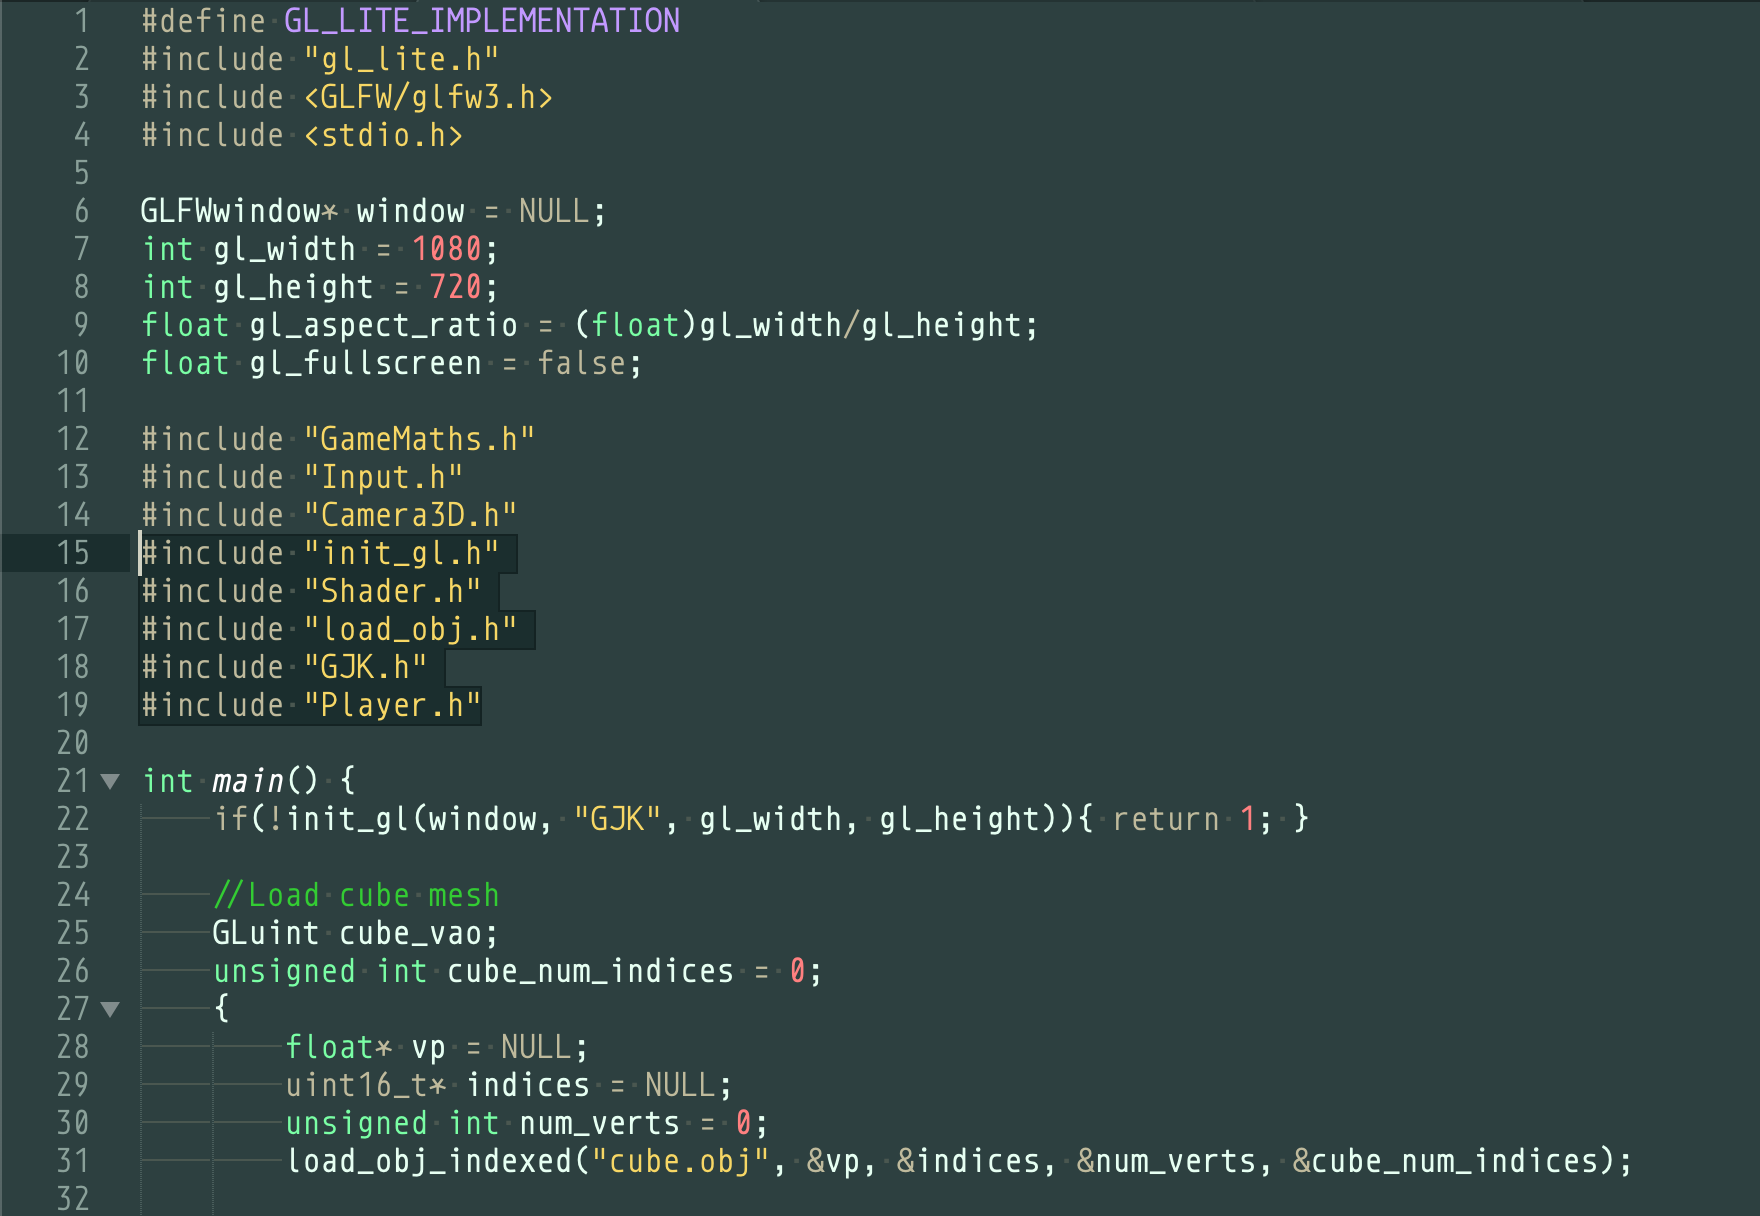 1 #define GL_LITE_IMPLEMENTATION
2 #include "gl_lite.h"
3 #include <GLFW/glfw3.h>
4 #include <stdio.h>
5
6 GLFWwindow* window = NULL;
7 int gl_width = 1080;
8 int gl_height = 720;
9 float gl_aspect_ratio = (float)gl_width/gl_height;
10 float gl_fullscreen = false;
11
12 #include "GameMaths.h"
13 #include "Input.h"
14 #include "Camera3D.h"
15 #include "init_gl.h"
16 #include "Shader.h"
17 #include "load_obj.h"
18 #include "GJK.h"
19 #include "Player.h"
20
21 int main() {
22 if(!init_gl(window, "GJK", gl_width, gl_height)){ return 1; }
23
24 //Load cube mesh
25 GLuint cube_vao;
26 unsigned int cube_num_indices = 0;
27 {
28 float* vp = NULL;
29 uint16_t* indices = NULL;
30 unsigned int num_verts = 0;
31 load_obj_indexed("cube.obj", &vp, &indices, &num_verts, &cube_num_indices);
32